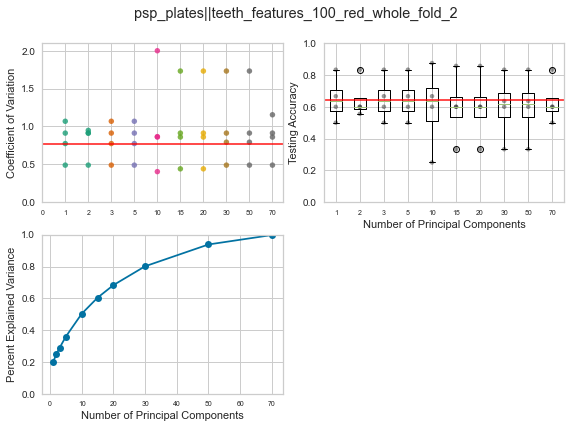 psp_plates||teeth_features_100_red_whole_fold_2
Coefficient of Variation
2.0
1.5
1.0
0.5
0.0
0 1 2 3 5 10 15 20 30 50 70
Testing Accuracy
1.0
0.8
0.6
0.4
0.2
0.0
1 2 3 5 10 15 20 30 50 70
Number of Principal Components
Percent Explained Variance
1.0
0.8
0.6
0.4
0.2
0.0
0 10 20 30 40 50 60 70
Number of Principal Components